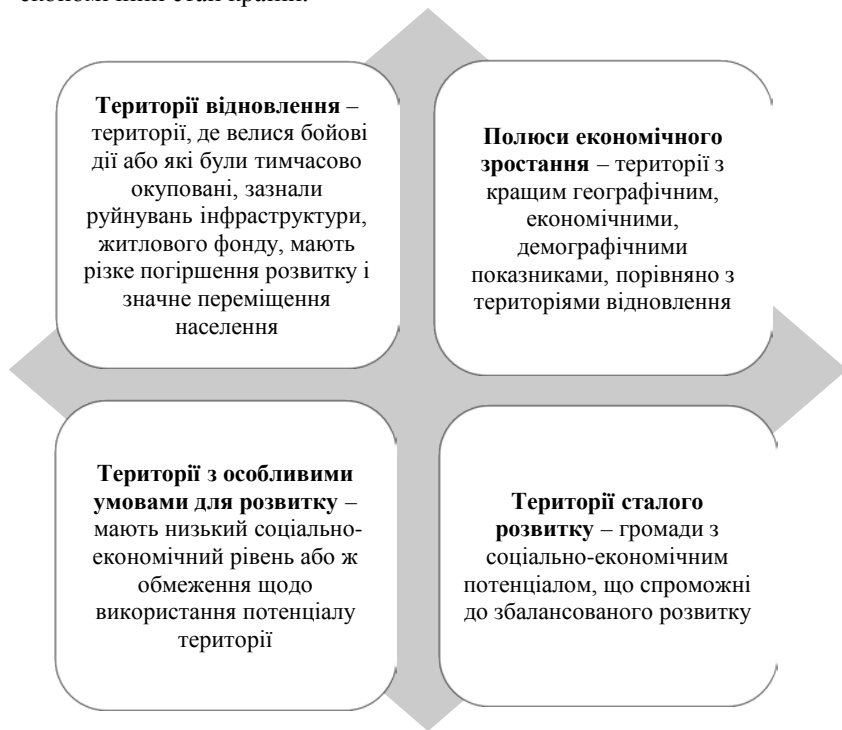 економічний стан країни.
Території відновлення –
території, де велися бойові
дії або які були тимчасово
окуповані, зазнали
руйнувань інфраструктури,
житлового фонду, мають
різке погіршення розвитку і
значне переміщення
населення
Полюси економічного
зростання – території з
кращим географічним,
економічними,
демографічними
показниками, порівняно з
територіями відновлення
Території з особливими
умовами для розвитку –
мають низький соціально-
економічний рівень або ж
обмеження щодо
використання потенціалу
території
Території сталого
розвитку – громади з
соціально-економічним
потенціалом, що спроможні
до збалансованого розвитку